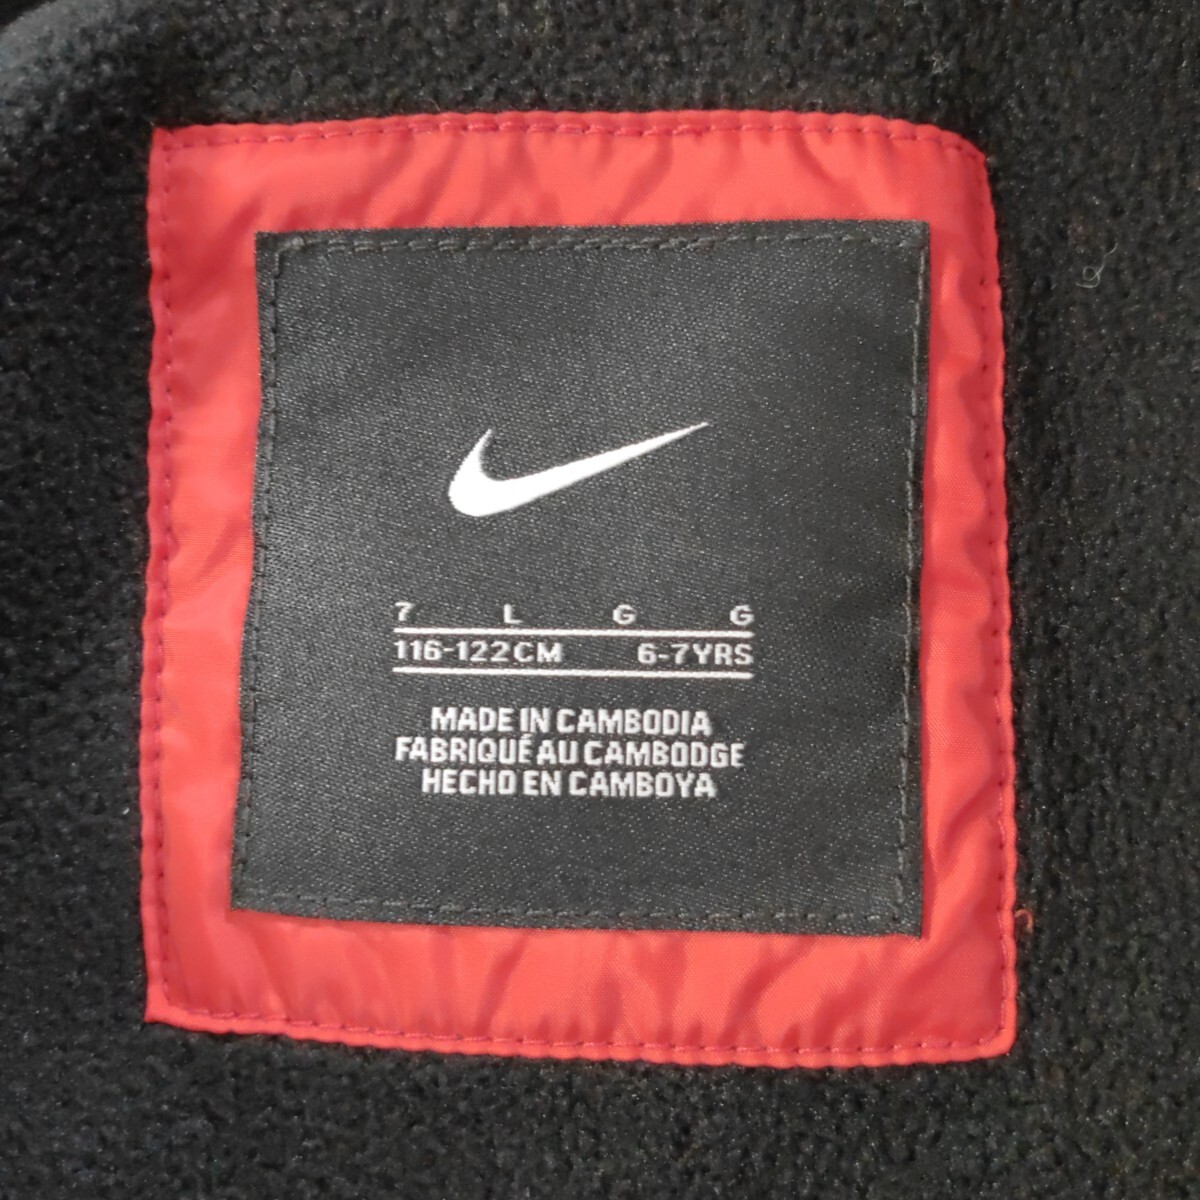 7 L G G
116-122CM 6-7YRS
MADE IN CAMBODIA
FABRIQUÉ AU CAMBODGE
HECHO EN CAMBOYA